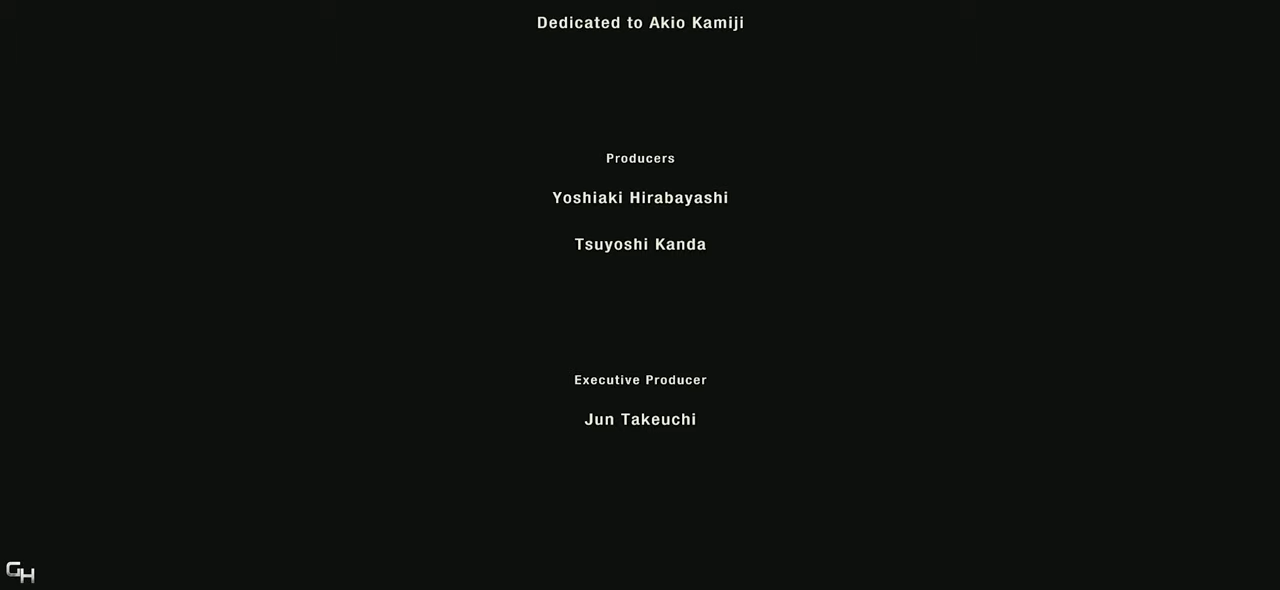 Dedicated to Akio Kamiji
Producers
Yoshiaki Hirabayashi
Tsuyoshi Kanda
Executive Producer
Jun Takeuchi
GH